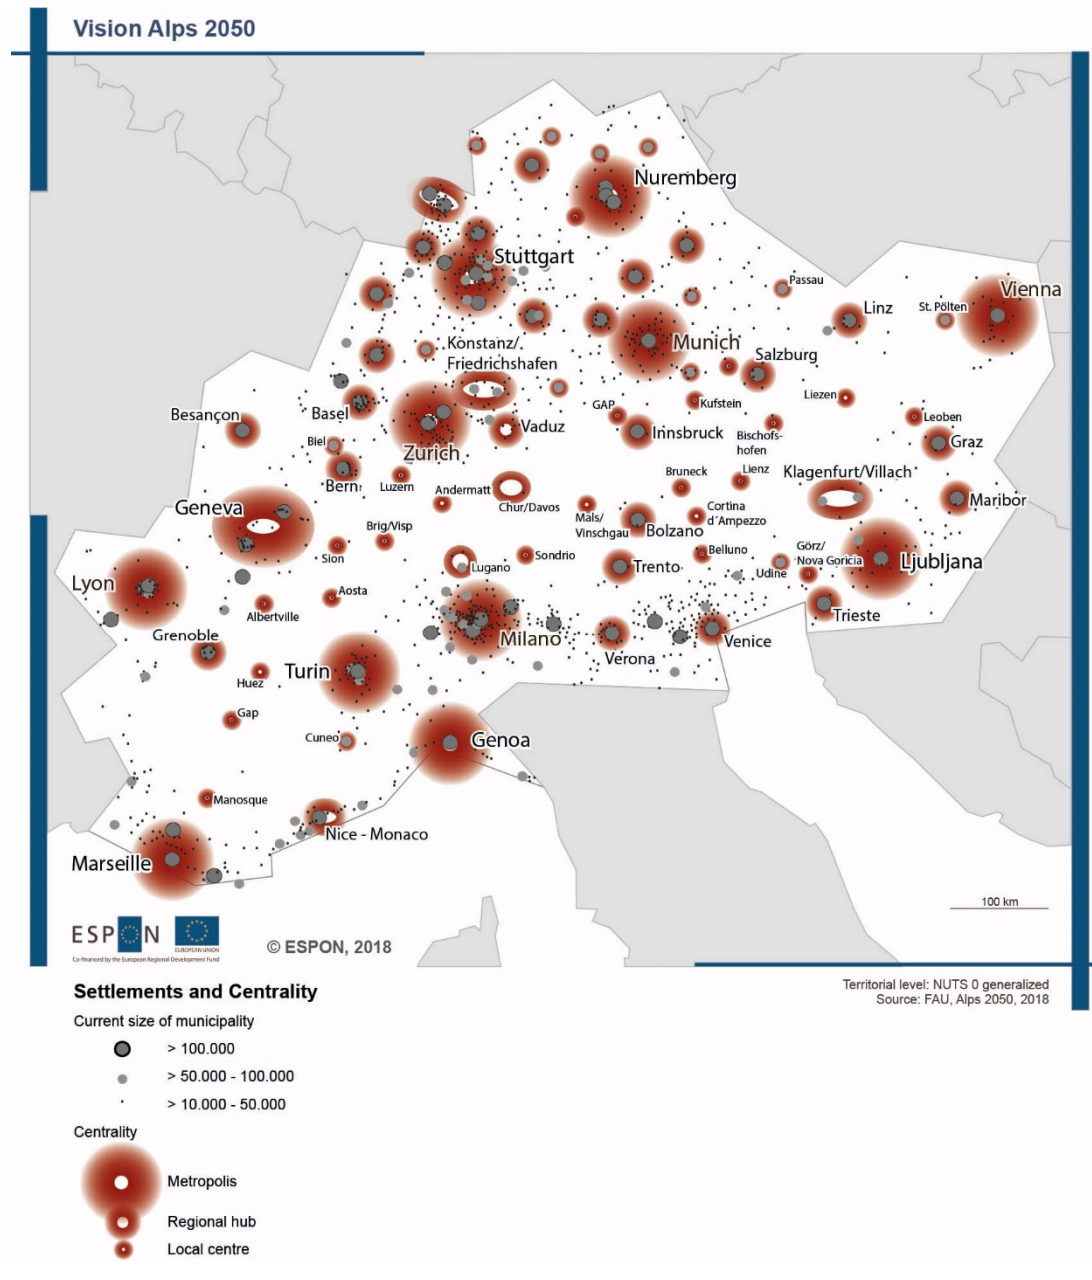 Vision Alps 2050
Nuremberg
Stuttgart
Passau
Vienna
Linz
St. Pölten
Konstanz/
Friedrichshafen
Munich
Salzburg
Liezen
Besançon
Basel
GAP
Kufstein
Leoben
Vaduz
Innsbruck
Bischofs-
hofen
Graz
Biel
Zurich
Bern
Luzern
Andermatt
Chur/Davos
Bruneck
Lienz
Klagenfurt/Villach
Maribor
Geneva
Mals/
Vinschgau
Bolzano
Cortina
d´Ampezzo
Brig/Visp
Sion
Lugano
Sondrio
Trento
Belluno
Udine
Görz/
Nova Goricia
Ljubljana
Lyon
Aosta
Albertville
Trieste
Grenoble
Milano
Verona
Venice
Huez
Turin
Gap
Cuneo
Genoa
Manosque
Nice - Monaco
Marseille
100 km
ESPON
EUROPEAN UNION
Co-financed by the European Regional Development Fund
© ESPON, 2018
Territorial level: NUTS 0 generalized
Source: FAU, Alps 2050, 2018
Settlements and Centrality
Current size of municipality
> 100.000
> 50.000 - 100.000
> 10.000 - 50.000
Centrality
Metropolis
Regional hub
Local centre